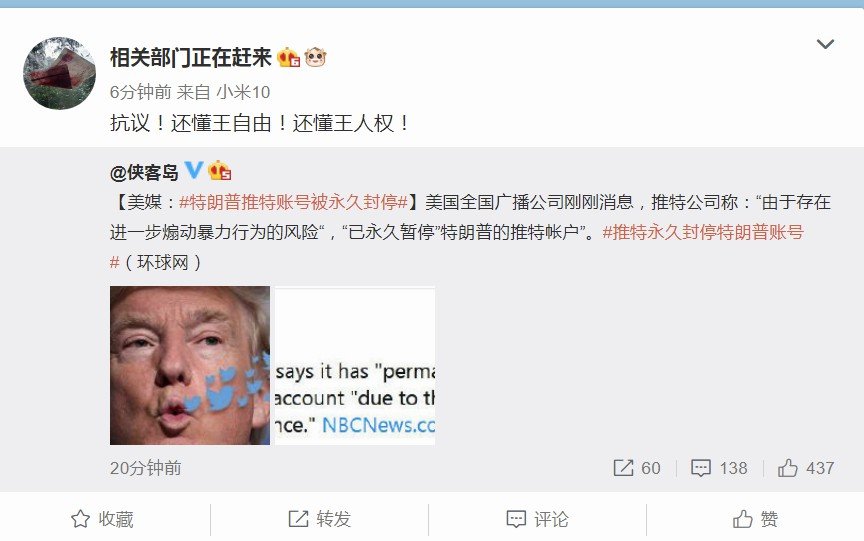 相关部门正在赶来
6分钟前 来自 小米10
抗议！还懂王自由！还懂王人权！
@侠客岛
【美媒：#特朗普推特账号被永久封停#】美国全国广播公司刚刚消息，推特公司称：“由于存在
进一步煽动暴力行为的风险“，“已永久暂停”特朗普的推特帐户”。#推特永久封停特朗普账号
#（环球网）
says it has "perma
account "due to th
nce." NBCNews.co
20分钟前 60 138 437
收藏 转发 评论 赞